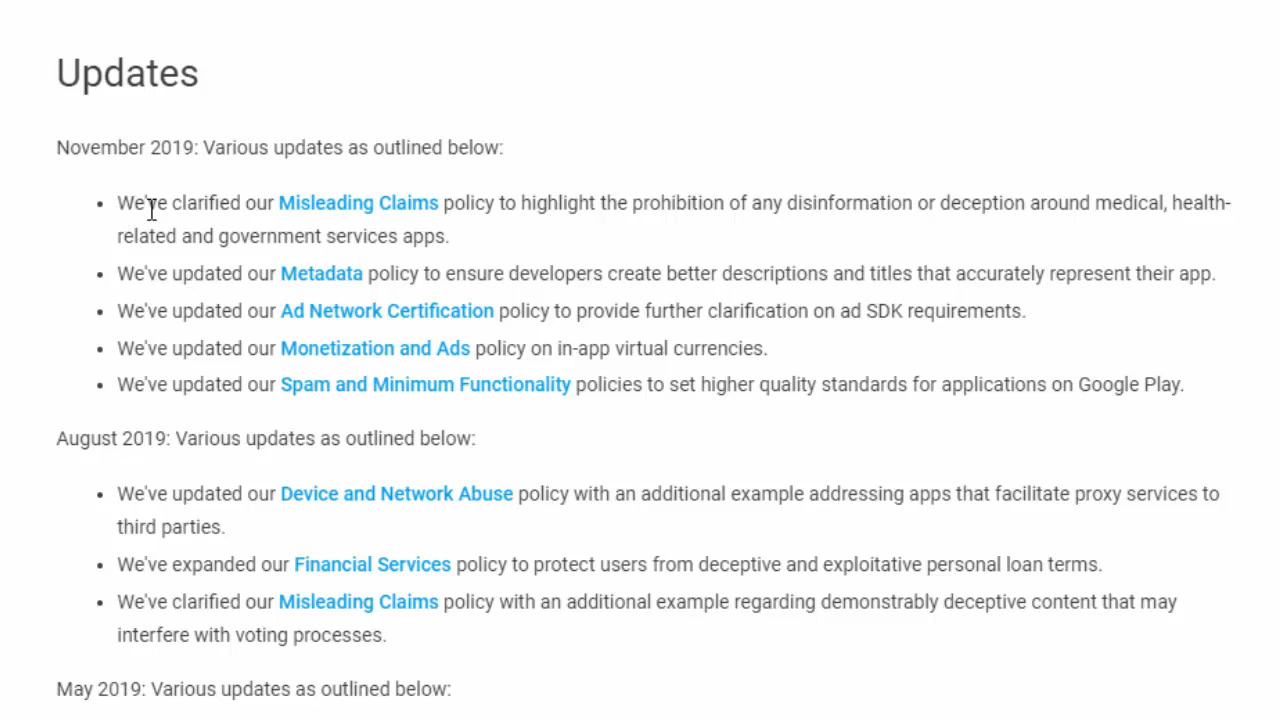 Updates
November 2019: Various updates as outlined below:
• We've clarified our Misleading Claims policy to highlight the prohibition of any disinformation or deception around medical, health-
related and government services apps.
• We've updated our Metadata policy to ensure developers create better descriptions and titles that accurately represent their app.
• We've updated our Ad Network Certification policy to provide further clarification on ad SDK requirements.
• We've updated our Monetization and Ads policy on in-app virtual currencies.
• We've updated our Spam and Minimum Functionality policies to set higher quality standards for applications on Google Play.
August 2019: Various updates as outlined below:
• We've updated our Device and Network Abuse policy with an additional example addressing apps that facilitate proxy services to
third parties.
• We've expanded our Financial Services policy to protect users from deceptive and exploitative personal loan terms.
• We've clarified our Misleading Claims policy with an additional example regarding demonstrably deceptive content that may
interfere with voting processes.
May 2019: Various updates as outlined below: